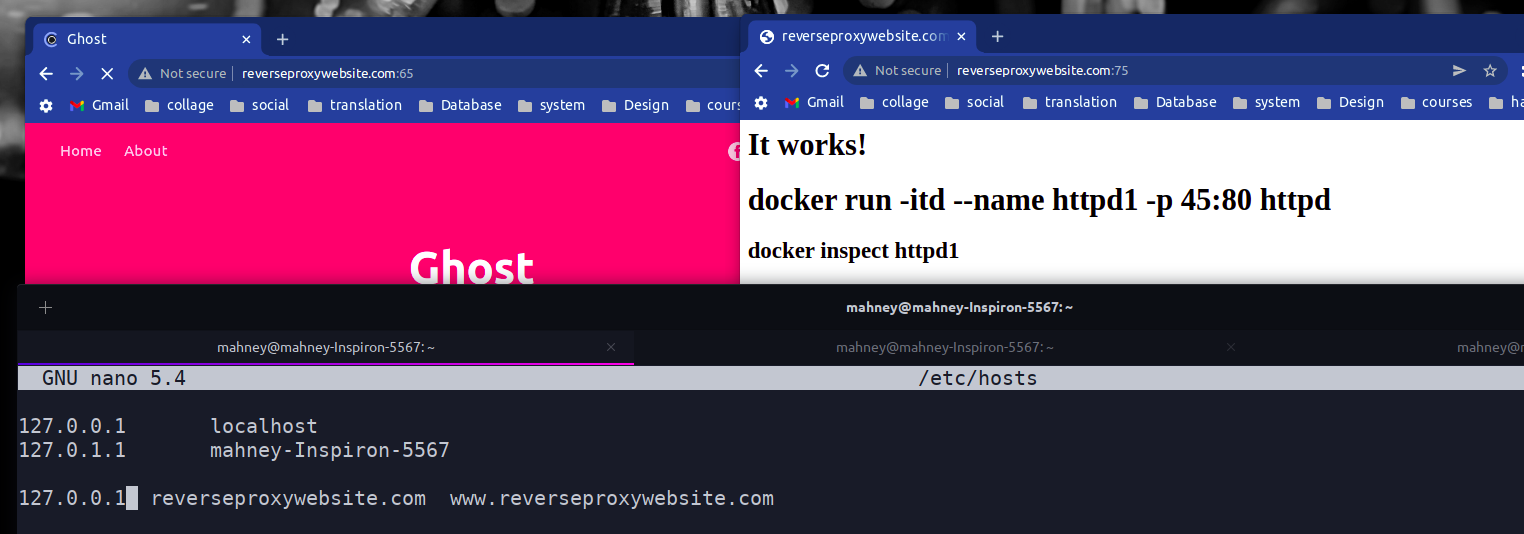 Ghost
Not secure reverseproxywebsite.com:65
Gmail collage social translation Database system Design cours
Home About
Ghost
reverseproxywebsite.com
Not secure reverseproxywebsite.com:75
Gmail collage social translation Database system Design courses ha
It works!
docker run -itd --name httpd1 -p 45:80 httpd
docker inspect httpd1
mahney@mahney-Inspiron-5567: ~
mahney@mahney-Inspiron-5567: ~ mahney@mahney-Inspiron-5567: ~ mahney@m
GNU nano 5.4 /etc/hosts
127.0.0.1 localhost
127.0.1.1 mahney-Inspiron-5567
127.0.0.1 reverseproxywebsite.com www.reverseproxywebsite.com